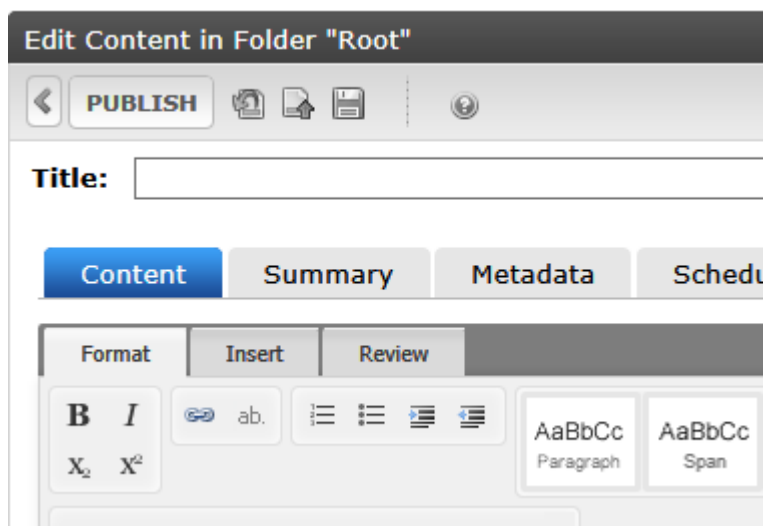 Edit Content in Folder "Root"
PUBLISH
Title:
Content Summary Metadata Schedu
Format Insert Review
B I ab. AaBbCc AaBbCc
X₂ X² Paragraph Span